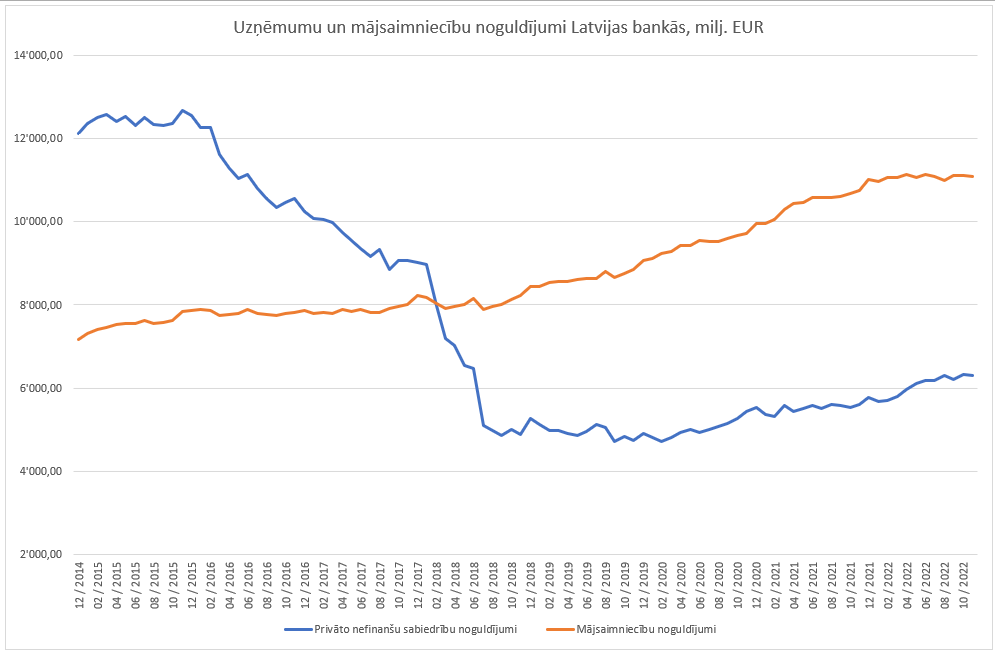 Uzņēmumu un mājsaimniecību noguldījumi Latvijas bankās, milj. EUR
14'000,00
12'000,00
10'000,00
8'000,00
6'000,00
4'000,00
2'000,00
12 / 2014
02 / 2015
04 / 2015
06 / 2015
08 / 2015
10 / 2015
12 / 2015
02 / 2016
04 / 2016
06 / 2016
08 / 2016
10 / 2016
12 / 2016
02 / 2017
04 / 2017
06 / 2017
08 / 2017
10 / 2017
12 / 2017
02 / 2018
04 / 2018
06 / 2018
08 / 2018
10 / 2018
12 / 2018
02 / 2019
04 / 2019
06 / 2019
08 / 2019
10 / 2019
12 / 2019
02 / 2020
04 / 2020
06 / 2020
08 / 2020
10 / 2020
12 / 2020
02 / 2021
04 / 2021
06 / 2021
08 / 2021
10 / 2021
12 / 2021
02 / 2022
04 / 2022
06 / 2022
08 / 2022
10 / 2022
Privāto nefinanšu sabiedrību noguldījumi
Mājsaimniecību noguldījumi